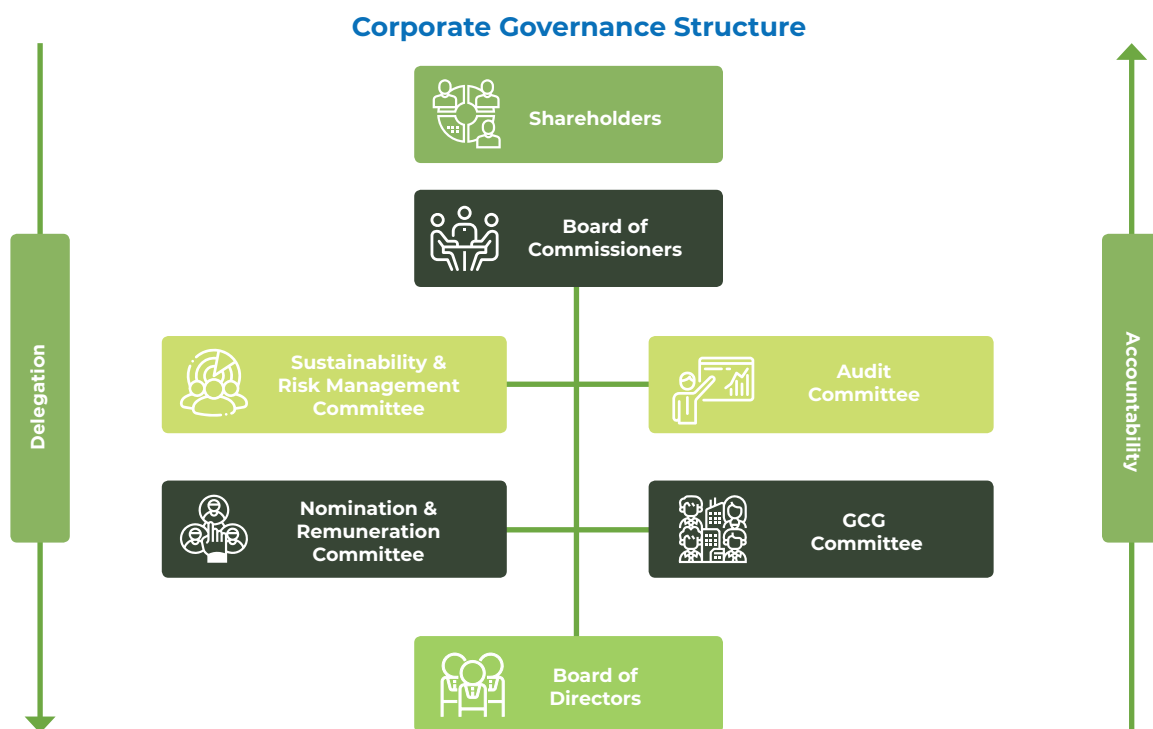 Corporate Governance Structure
Shareholders
Board of
Commissioners
Delegation
Accountability
Sustainability &
Risk Management
Committee
Audit
Committee
Nomination &
Remuneration
Committee
GCG
Committee
Board of
Directors